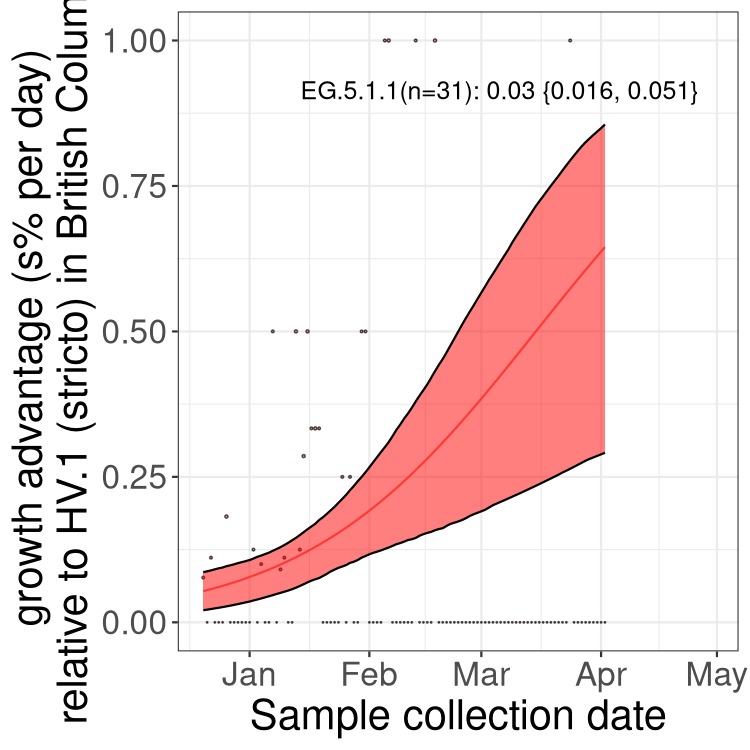 growth advantage (s% per day)
relative to HV.1 (stricto) in British Colum
1.00
0.75
0.50
0.25
0.00
EG.5.1.1(n=31): 0.03 {0.016, 0.051}
Jan Feb Mar Apr May
Sample collection date